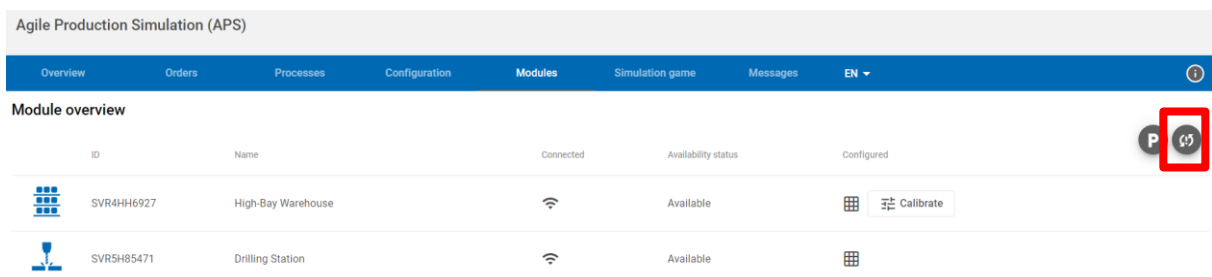 Agile Production Simulation (APS)
Overview Orders Processes Configuration Modules Simulation game Messages EN
Module overview
P
ID Name Connected Availability status Configured
SVR4HH6927 High-Bay Warehouse Available Calibrate
SVR5H85471 Drilling Station Available